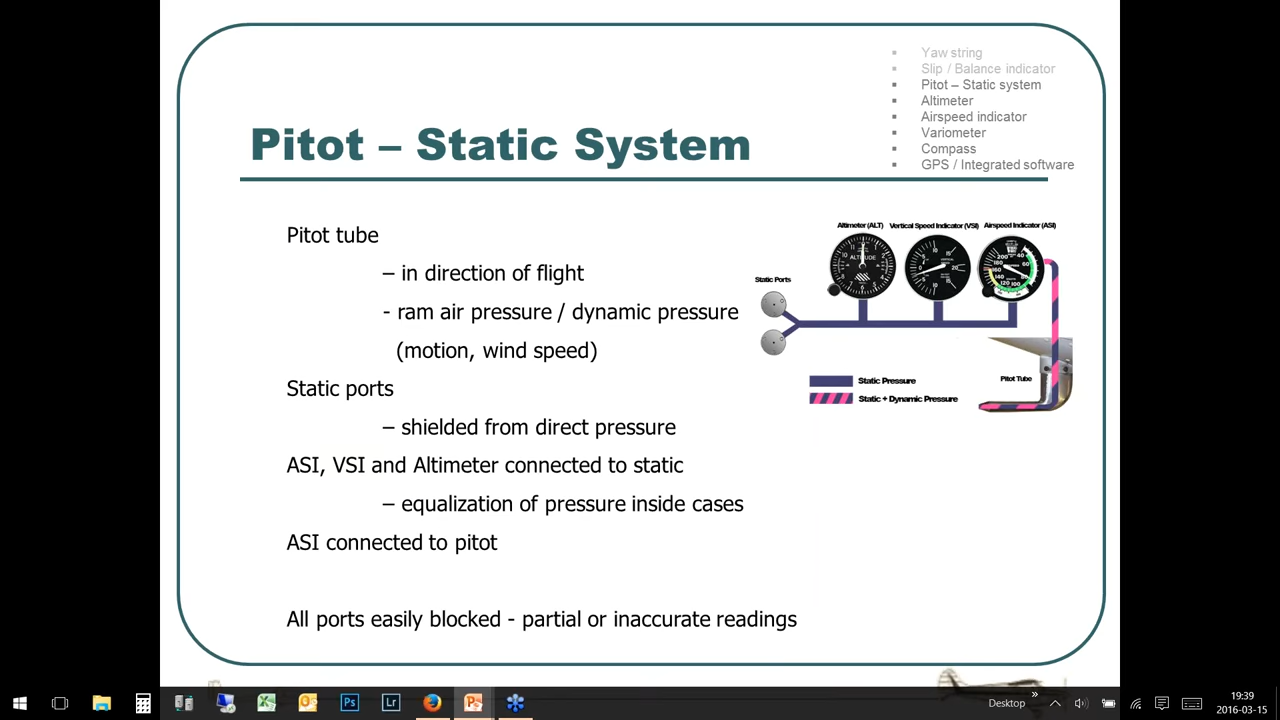 Yaw string
Slip / Balance indicator
Pitot – Static system
Altimeter
Airspeed indicator
Variometer
Compass
GPS / Integrated software
Pitot – Static System
Pitot tube
– in direction of flight
- ram air pressure / dynamic pressure
(motion, wind speed)
Static ports
– shielded from direct pressure
ASI, VSI and Altimeter connected to static
– equalization of pressure inside cases
ASI connected to pitot
All ports easily blocked - partial or inaccurate readings
Altimeter (ALT) Vertical Speed Indicator (VSI) Airspeed Indicator (ASI)
Static Ports
ALTITUDE
Pitot Tube
Static Pressure
Static + Dynamic Pressure
Desktop
19:39
2016-03-15